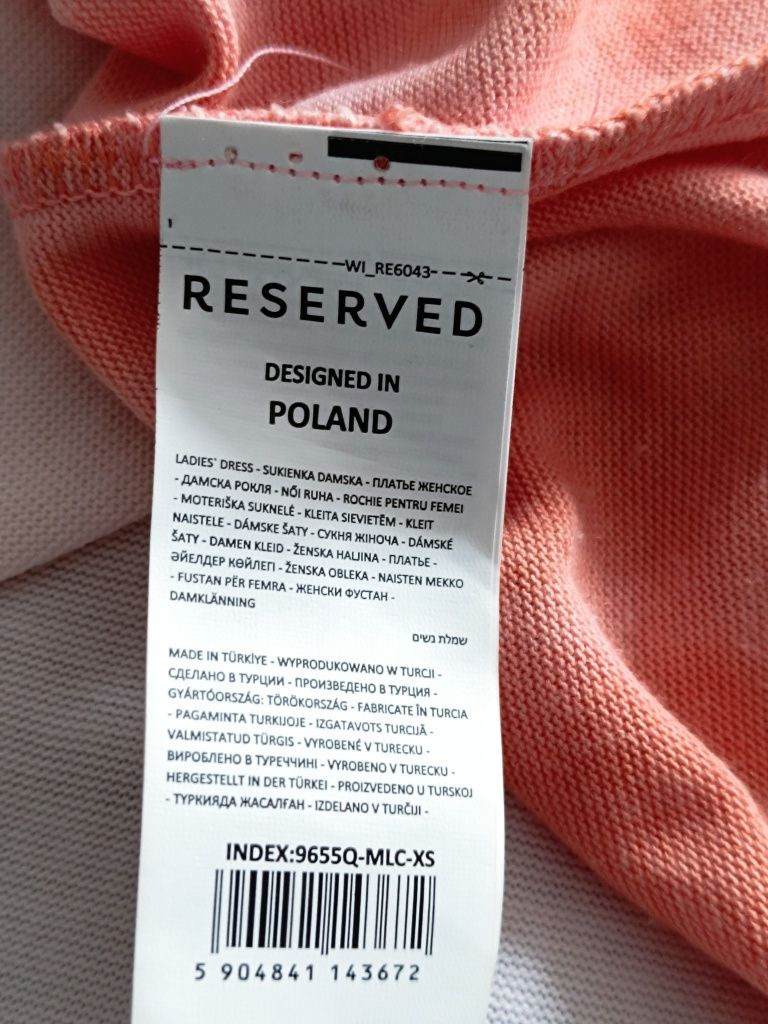 WI_RE6043
RESERVED
DESIGNED IN
POLAND
LADIES` DRESS - SUKIENKA DAMSKA - ПЛАТЬЕ ЖЕНСКОЕ
- ДАМСКА РОКЛЯ - NŐI RUHA - ROCHIE PENTRU FEMEI
- MOTERIŠKA SUKNELĖ - KLEITA SIEVIETĒM - KLEIT
NAISTELE - DÁMSKE ŠATY - СУКНЯ ЖІНОЧА - DÁMSKÉ
ŠATY - DAMEN KLEID - ŽENSKA HALJINA - ПЛАТЬЕ -
ӘЙЕЛДЕР КӨЙЛЕГІ - ŽENSKA OBLEKA - NAISTEN MEKKO
- FUSTAN PËR FEMRA - ЖЕНСКИ ФУСТАН -
DAMKLÄNNING
שמלת נשים
MADE IN TÜRKİYE - WYPRODUKOWANO W TURCJI -
СДЕЛАНО В ТУРЦИИ - ПРОИЗВЕДЕНО В ТУРЦИЯ -
GYÁRTÓORSZÁG: TÖRÖKORSZÁG - FABRICATE ÎN TURCIA
- PAGAMINTA TURKIJOJE - IZGATAVOTS TURCIJĀ -
VALMISTATUD TÜRGIS - VYROBENÉ V TURECKU -
ВИРОБЛЕНО В ТУРЕЧЧИНІ - VYROBENO V TURECKU -
HERGESTELLT IN DER TÜRKEI - PROIZVEDENO U TURSKOJ
- ТҮРКИЯДА ЖАСАЛҒАН - IZDELANO V TURČIJI -
INDEX:9655Q-MLC-XS
5 904841 143672